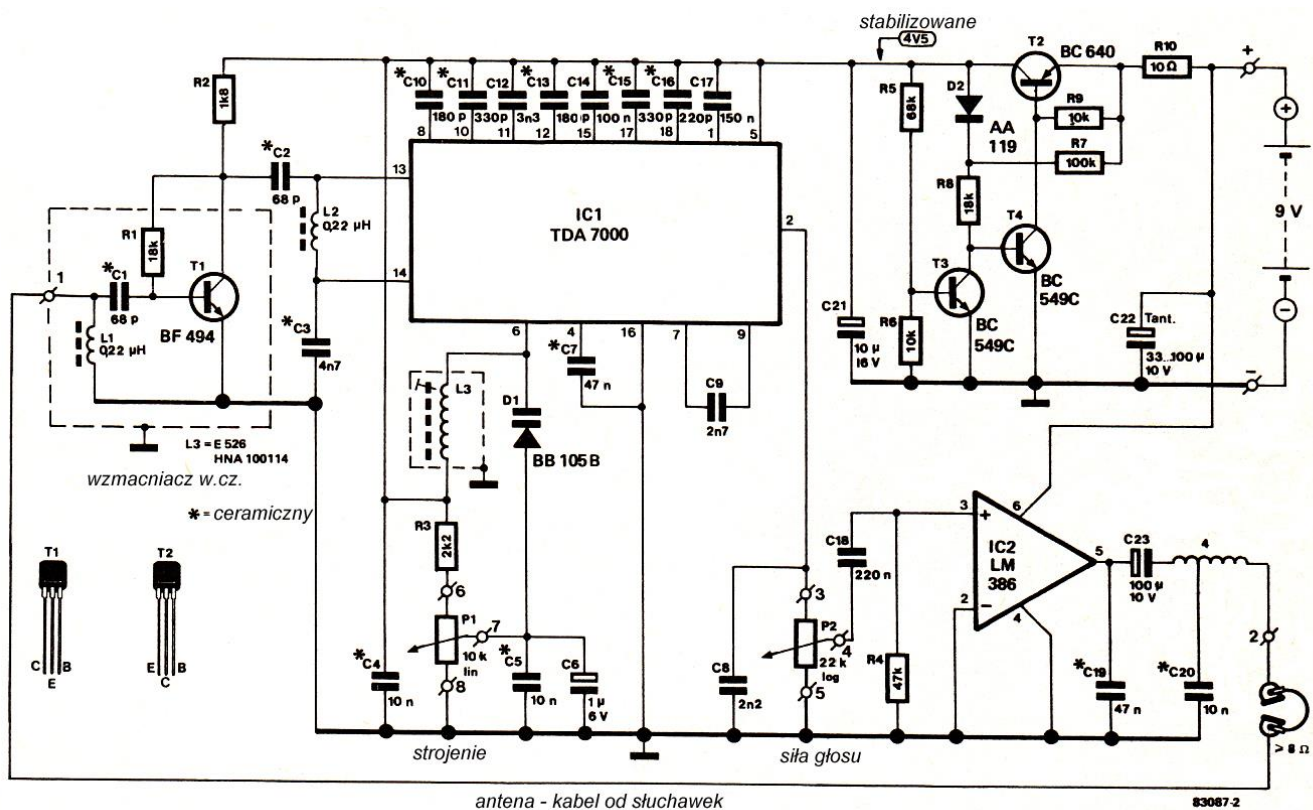 stabilizowane
4V5
T2
BC 640
R10
10 Ω
+
R2
1k8
*C10
180 p
*C11
330 p
C12
3n3
*C13
180 p
C14
100 n
*C15
330 p
*C16
220 p
C17
150 n
8
10
11
12
15
17
18
1
5
R5
68k
D2
AA
119
R9
10k
R7
100k
+
*C2
68 p
13
L2
0,22 µH
IC1
TDA 7000
2
R8
18k
T4
9 V
1
R1
18k
*C1
68 p
T1
BF 494
L1
0,22 µH
14
*C3
4n7
T3
BC
549C
BC
549C
C21
10 µ
16 V
R6
10k
C22
Tant.
33...100 µ
10 V
−
−
6
4
16
7
9
*C7
47 n
L3
D1
BB 105 B
C9
2n7
L3 = E 526
HNA 100114
wzmacniacz w.cz.
* = ceramiczny
T1
C
B
E
T2
E
B
C
R3
2k2
6
P1
10 k
lin
7
8
*C4
10 n
*C5
10 n
C6
1 µ
6 V
strojenie
C18
220 n
3
P2
22 k
log
4
5
C8
2n2
R4
47k
siła głosu
3
+
6
IC2
LM
386
2
−
4
5
C23
100 µ
10 V
4
2
*C19
47 n
*C20
10 n
> 8 Ω
antena - kabel od słuchawek
83087-2